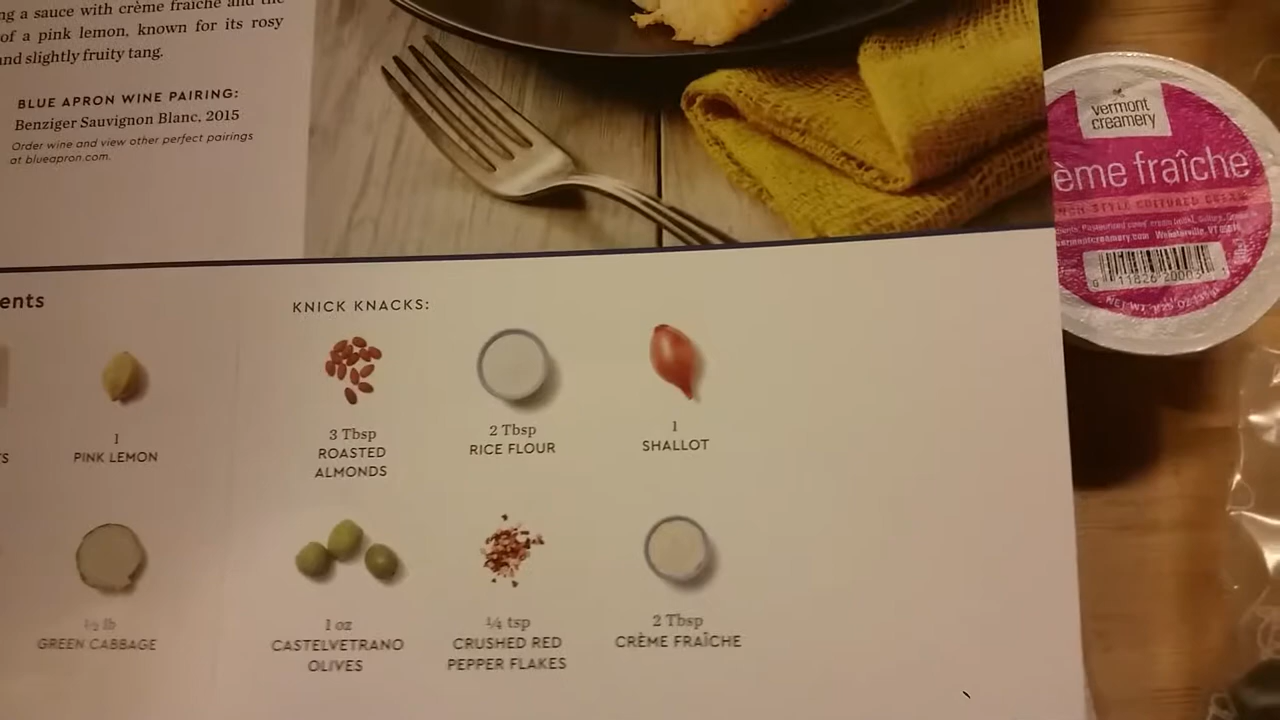 ng a sauce with crème fraîche and the
of a pink lemon, known for its rosy
and slightly fruity tang.
BLUE APRON WINE PAIRING:
Benziger Sauvignon Blanc, 2015
Order wine and view other perfect pairings
at blueapron.com.
vermont
creamery
ème fraîche
ents
KNICK KNACKS:
1
PINK LEMON
3 Tbsp
ROASTED
ALMONDS
2 Tbsp
RICE FLOUR
1
SHALLOT
½ lb
GREEN CABBAGE
1 oz
CASTELVETRANO
OLIVES
¼ tsp
CRUSHED RED
PEPPER FLAKES
2 Tbsp
CRÈME FRAÎCHE